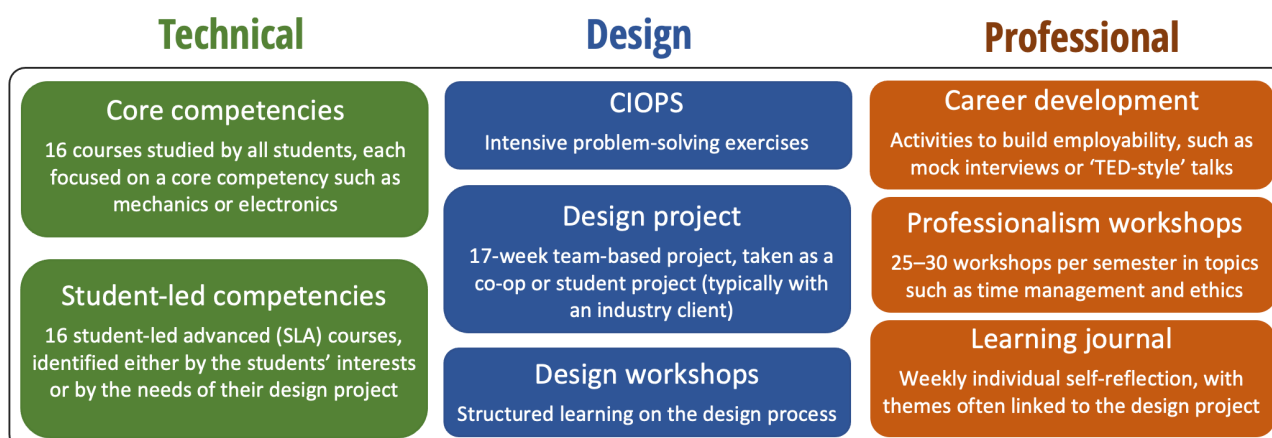 Technical
Core competencies
16 courses studied by all students, each
focused on a core competency such as
mechanics or electronics
Student-led competencies
16 student-led advanced (SLA) courses,
identified either by the students’ interests
or by the needs of their design project
Design
CIOPS
Intensive problem-solving exercises
Design project
17-week team-based project, taken as a
co-op or student project (typically with
an industry client)
Design workshops
Structured learning on the design process
Professional
Career development
Activities to build employability, such as
mock interviews or ‘TED-style’ talks
Professionalism workshops
25–30 workshops per semester in topics
such as time management and ethics
Learning journal
Weekly individual self-reflection, with
themes often linked to the design project